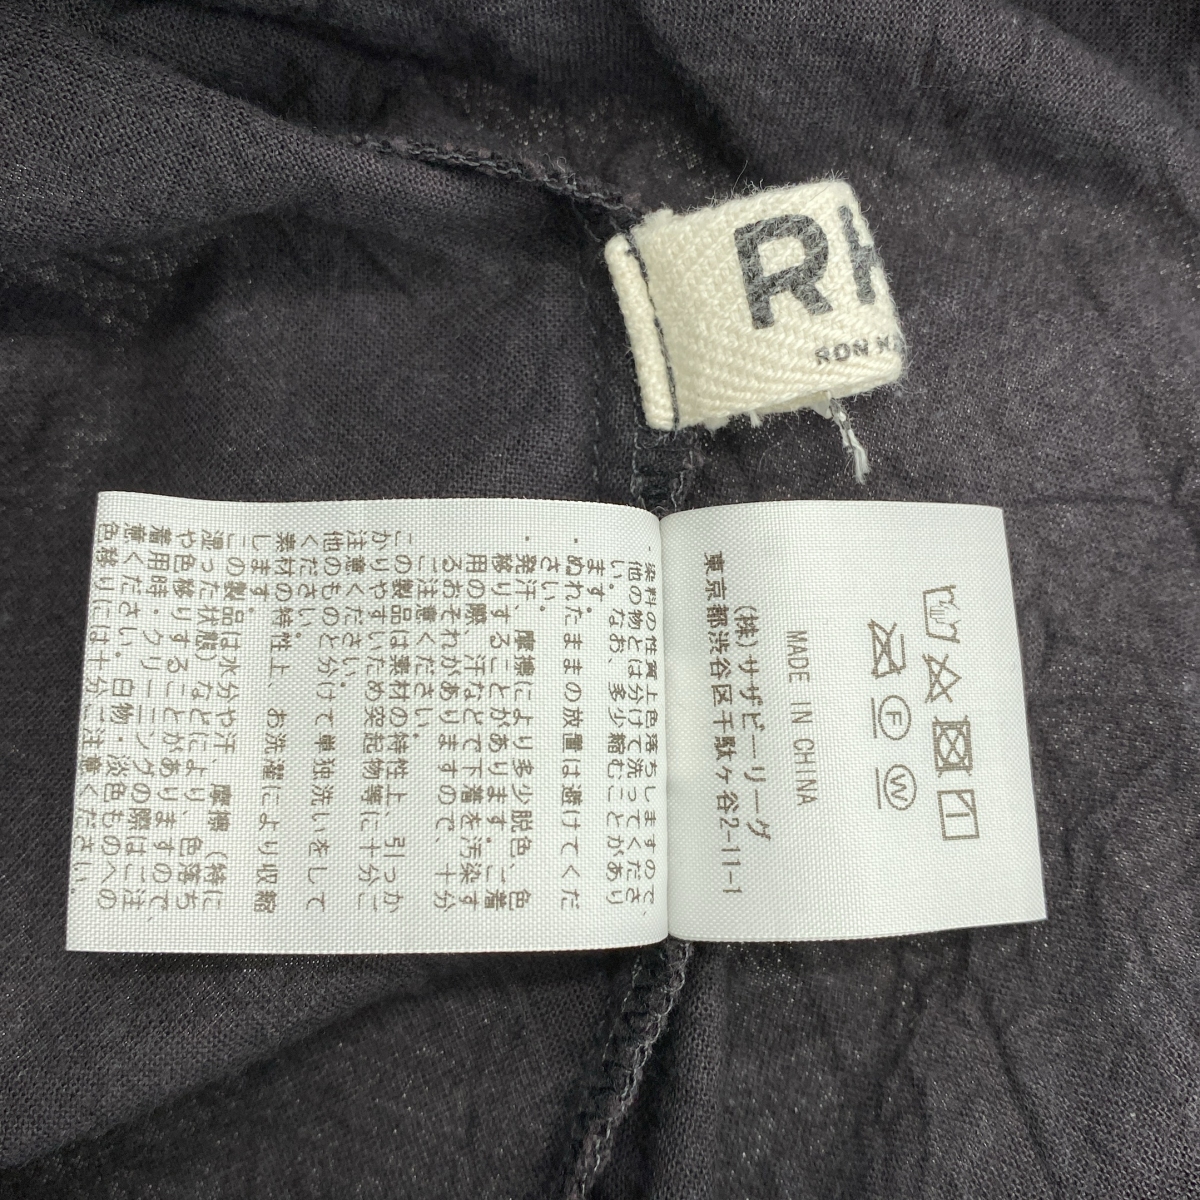 RH
RON H
MADE IN CHINA
(株)サザビーリーグ
東京都渋谷区千駄ケ谷2-11-1
F
W
・染料の性質上色落ちしますので、
他の物とは分けて洗ってくださ
い。なお、多少縮むことがあり
ます。
・ぬれたままの放置は避けてくだ
さい。
・発汗、摩擦により多少脱色、色
移りすることがあります。ご着
用の際、汗などで下着を汚染す
るおそれがありますので、十分
ご注意ください。
この製品は素材の特性上、引っか
かりやすいため突起物等に十分ご
注意ください。
他のものと分けて単独洗いをして
ください。
素材の特性上、お洗濯により収縮
します。
この製品は水分や汗、摩擦(特に
湿った状態)などにより、色落ち
や色移りすることがありますので、
着用時・クリーニングの際はご注
意ください。白物・淡色のものへの
色移りには十分ご注意ください。